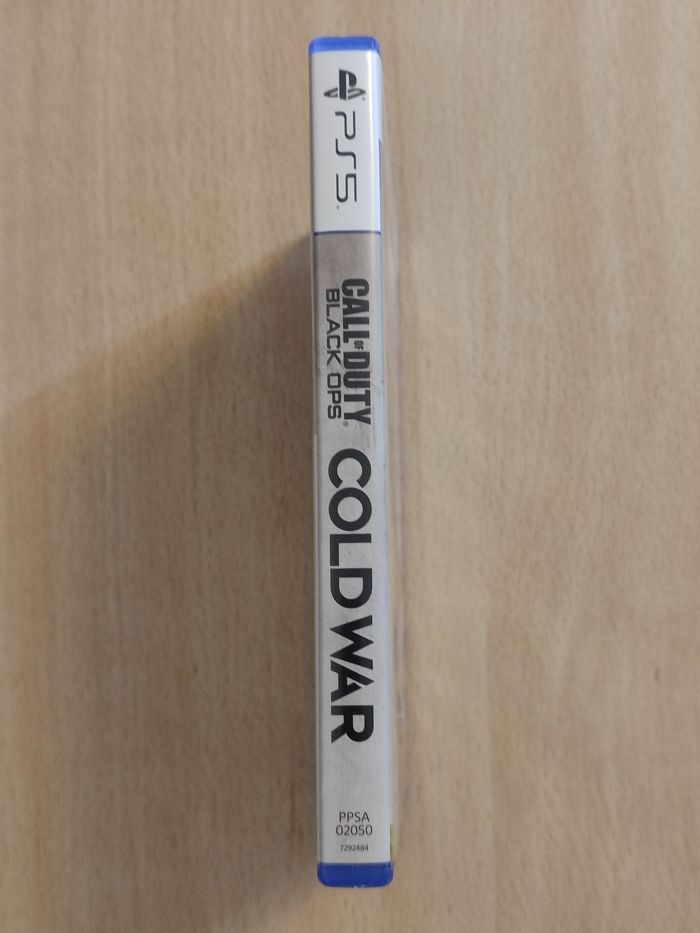 PS5
CALL OF DUTY®
BLACK OPS
COLD WAR
PPSA
02050
7292484